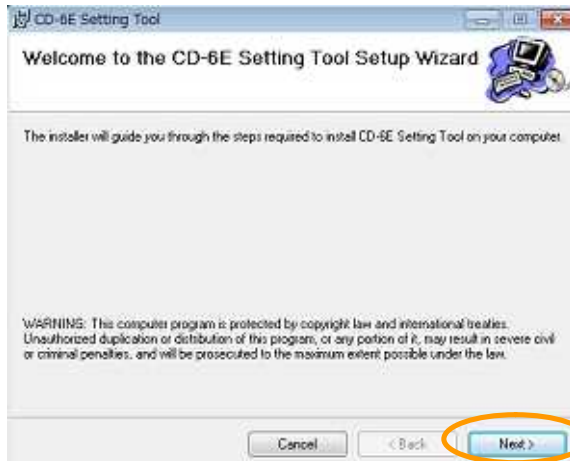 CD-6E Setting Tool
Welcome to the CD-6E Setting Tool Setup Wizard
The installer will guide you through the steps required to install CD-6E Setting Tool on your computer.
WARNING: This computer program is protected by copyright law and international treaties.
Unauthorized duplication or distribution of this program, or any portion of it, may result in severe civil
or criminal penalties, and will be prosecuted to the maximum extent possible under the law.
Cancel
< Back
Next >